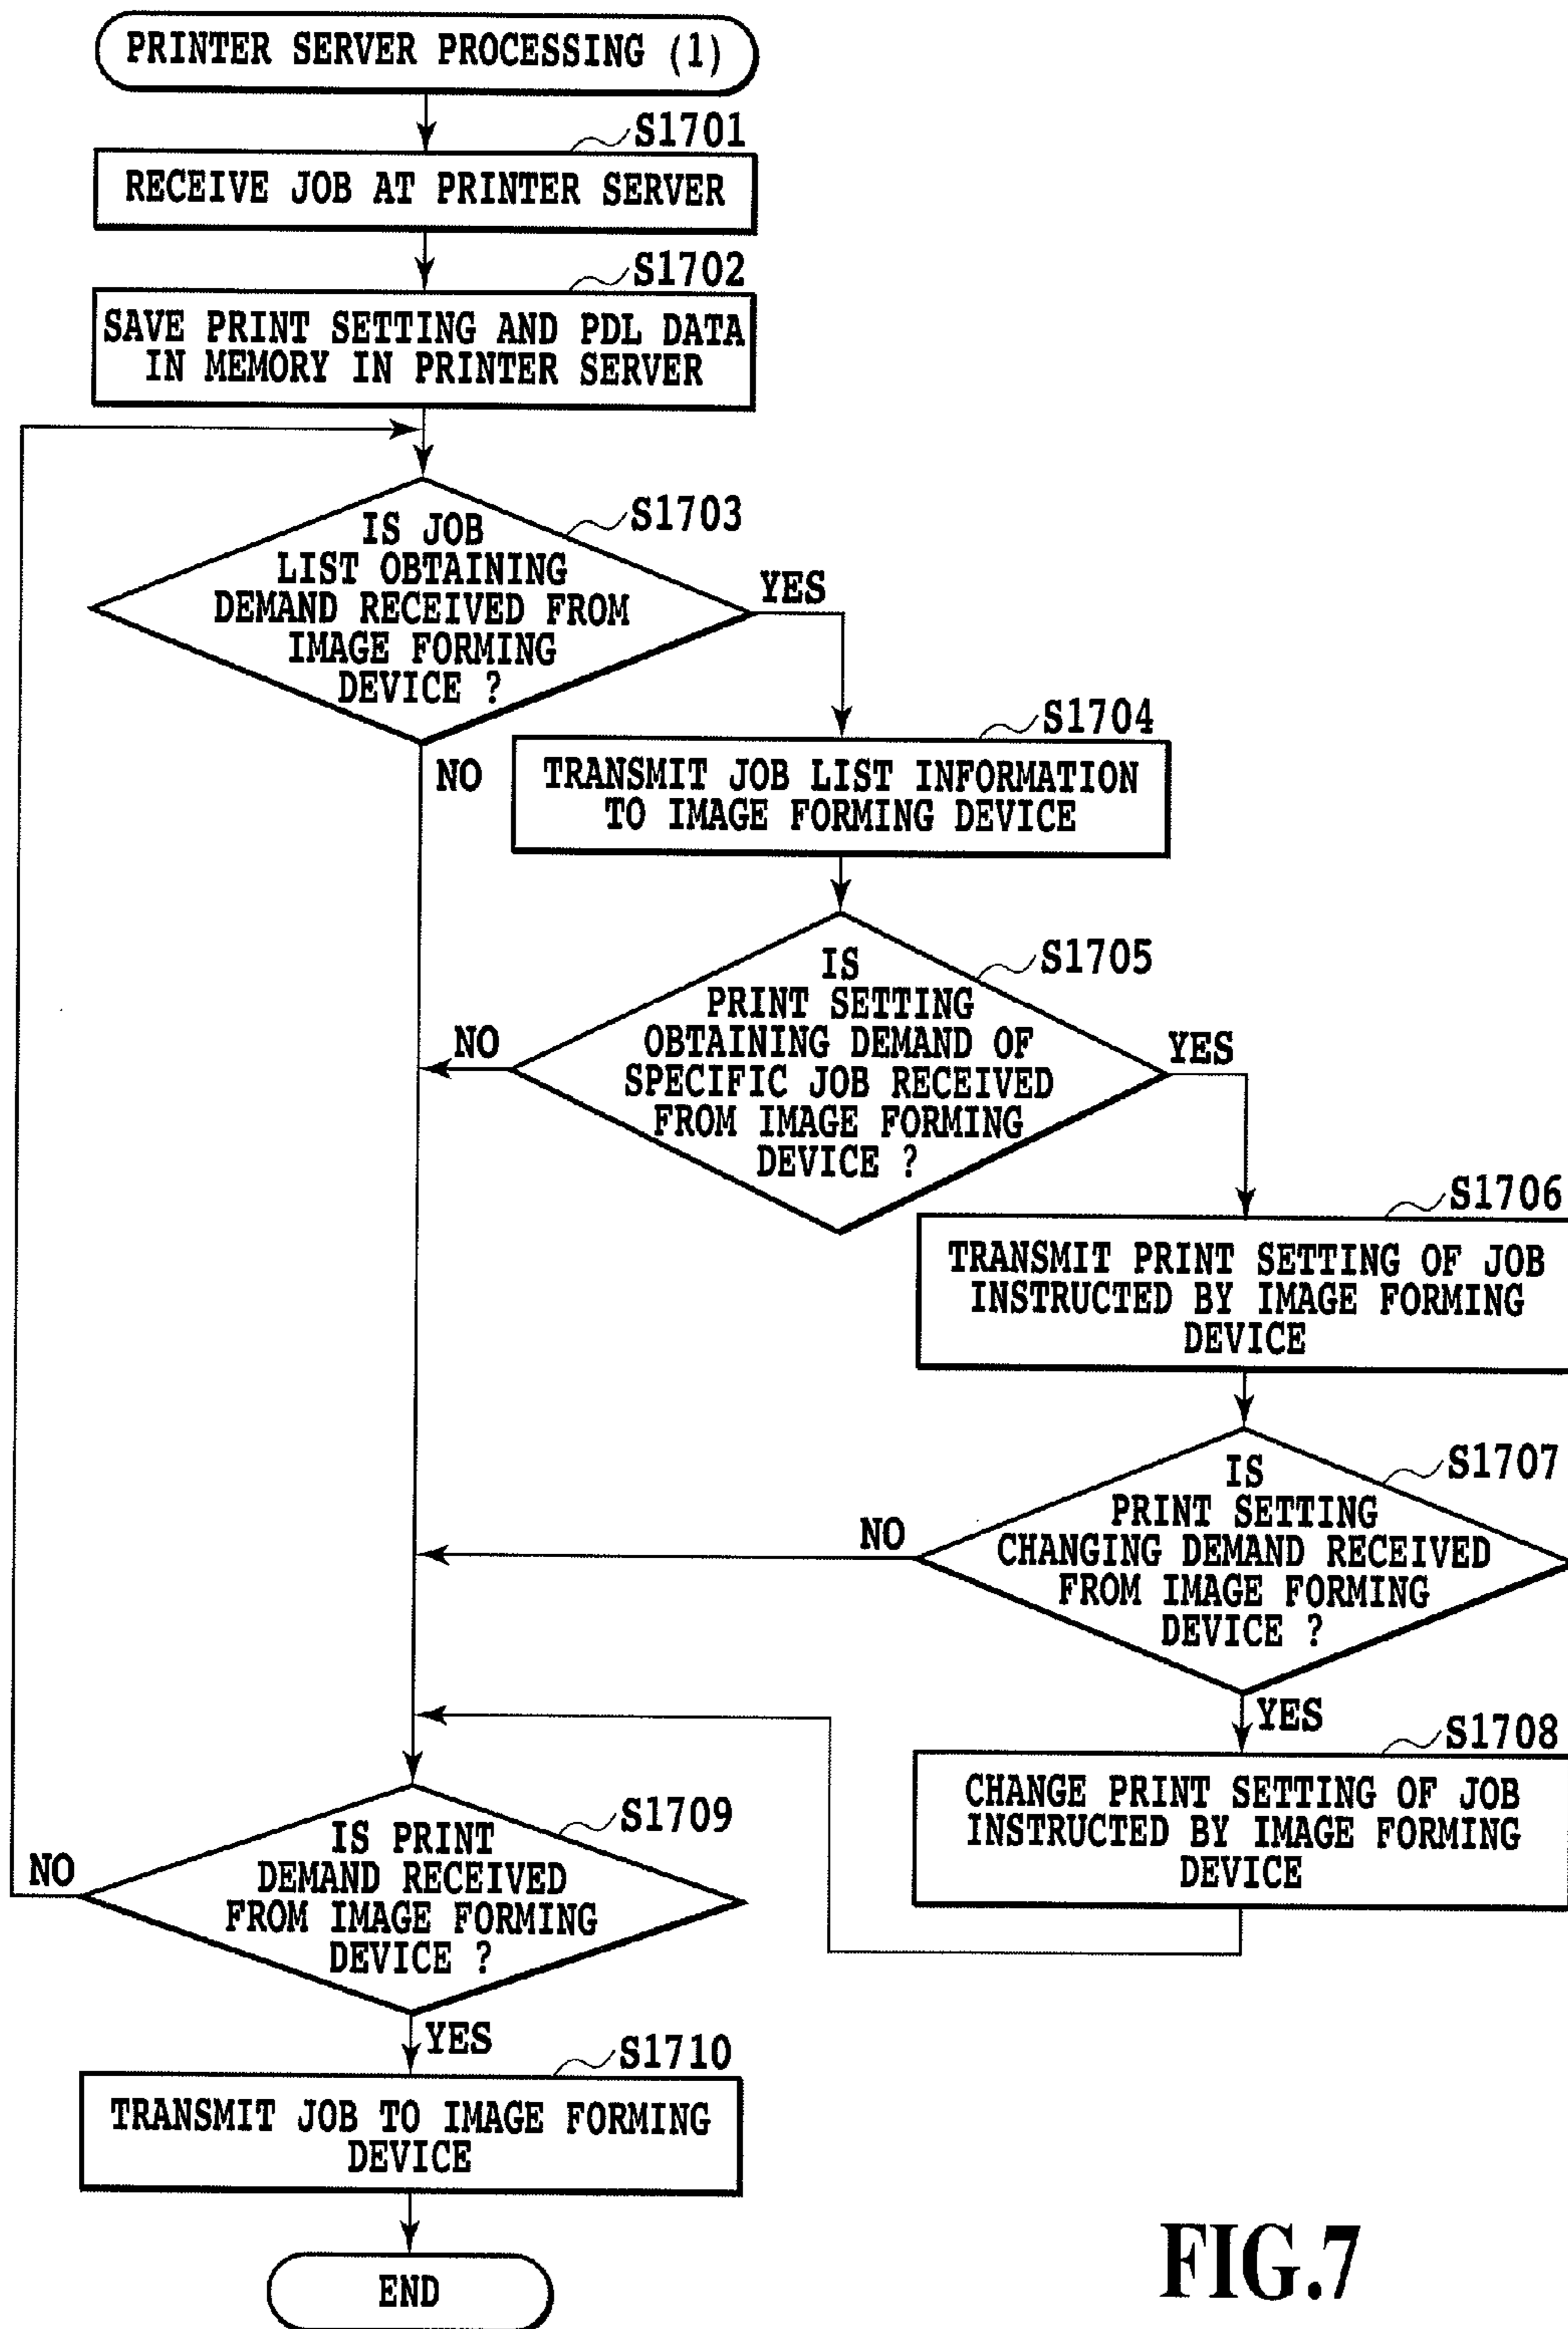 PRINTER SERVER PROCESSING (1)
S1701
RECEIVE JOB AT PRINTER SERVER
S1702
SAVE PRINT SETTING AND PDL DATA
IN MEMORY IN PRINTER SERVER
S1703
IS JOB
LIST OBTAINING
DEMAND RECEIVED FROM
IMAGE FORMING
DEVICE ?
YES
NO
S1704
TRANSMIT JOB LIST INFORMATION
TO IMAGE FORMING DEVICE
S1705
IS
PRINT SETTING
OBTAINING DEMAND OF
SPECIFIC JOB RECEIVED
FROM IMAGE FORMING
DEVICE ?
NO
YES
S1706
TRANSMIT PRINT SETTING OF JOB
INSTRUCTED BY IMAGE FORMING
DEVICE
S1707
IS
PRINT SETTING
CHANGING DEMAND RECEIVED
FROM IMAGE FORMING
DEVICE ?
NO
YES
S1708
CHANGE PRINT SETTING OF JOB
INSTRUCTED BY IMAGE FORMING
DEVICE
S1709
IS PRINT
DEMAND RECEIVED
FROM IMAGE FORMING
DEVICE ?
NO
YES
S1710
TRANSMIT JOB TO IMAGE FORMING
DEVICE
END
FIG.7